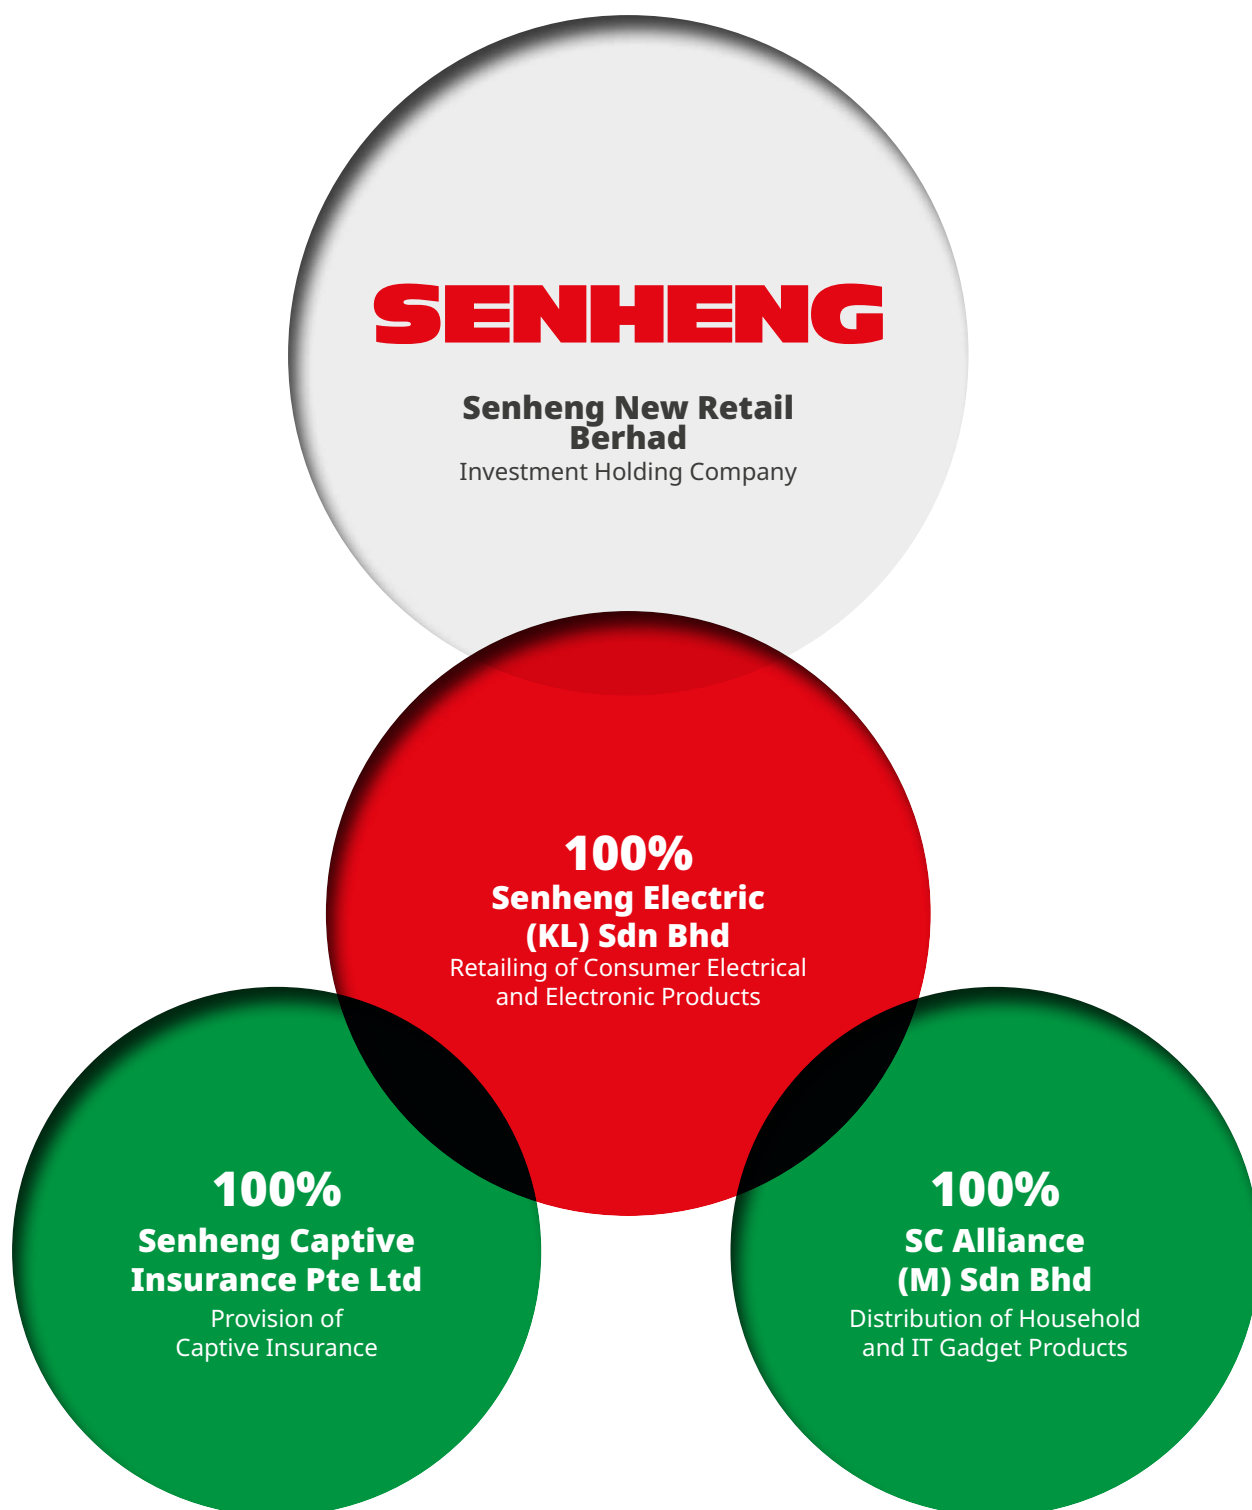 SENHENG
Senheng New Retail
Berhad
Investment Holding Company
100%
Senheng Electric
(KL) Sdn Bhd
Retailing of Consumer Electrical
and Electronic Products
100%
Senheng Captive
Insurance Pte Ltd
Provision of
Captive Insurance
100%
SC Alliance
(M) Sdn Bhd
Distribution of Household
and IT Gadget Products